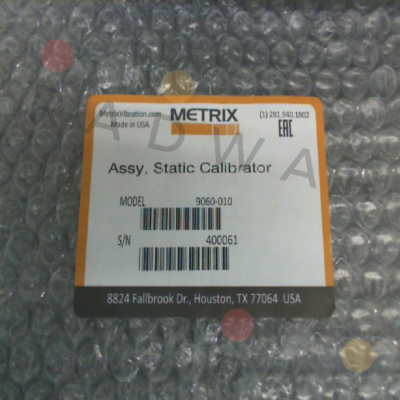 MetrixVibration.com
Made in USA
METRIX
(1) 281.940.1802
EAC
ADWA
Assy, Static Calibrator
MODEL 9060-010
S/N 400061
8824 Fallbrook Dr., Houston, TX 77064 USA